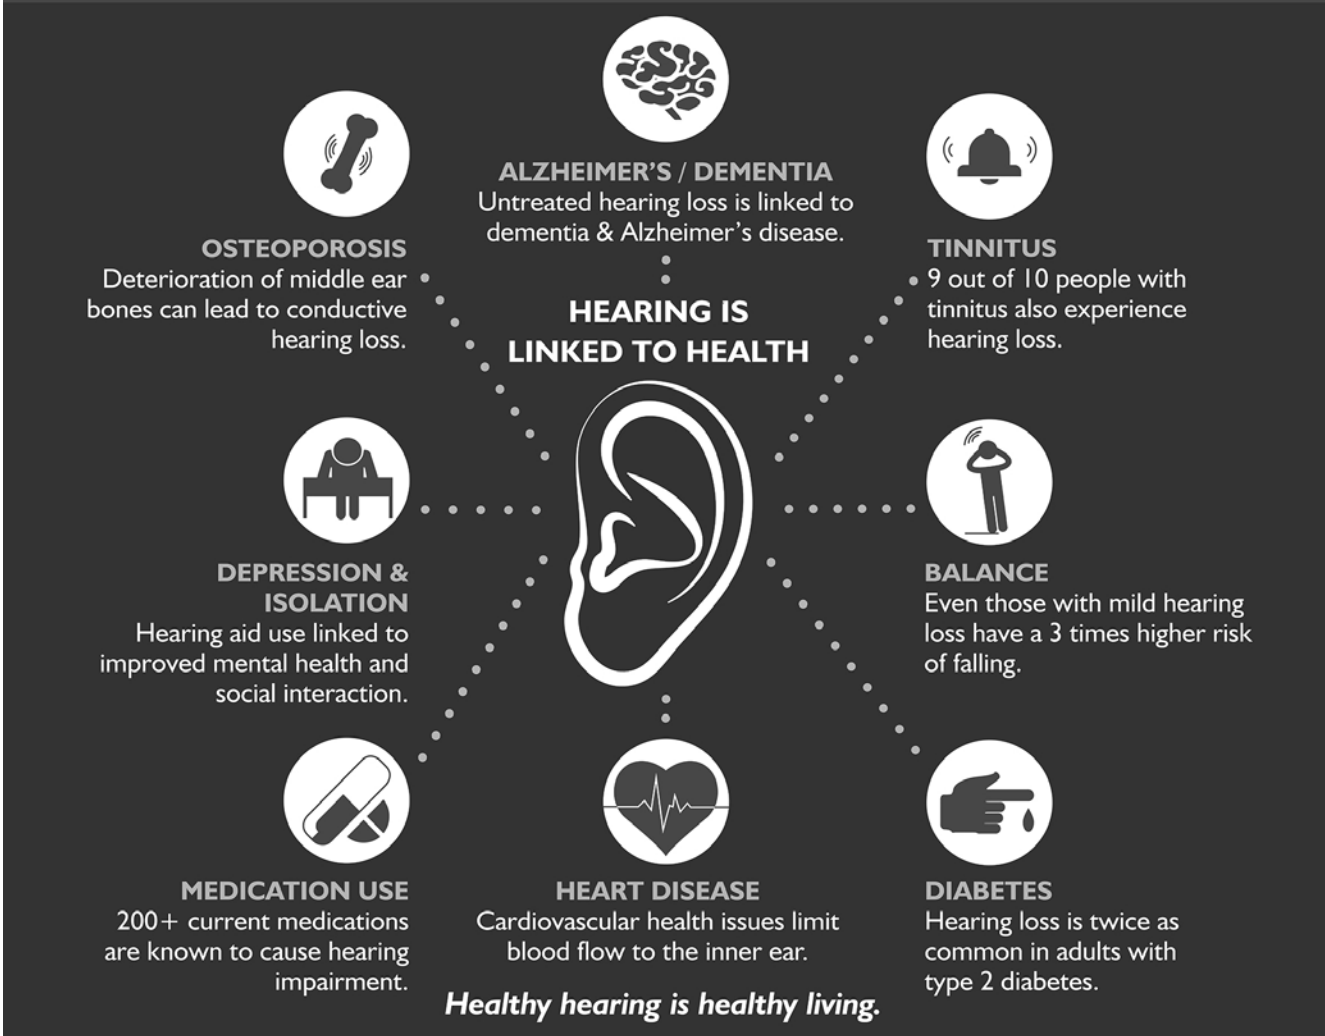 ALZHEIMER'S / DEMENTIA
Untreated hearing loss is linked to
dementia & Alzheimer's disease.
OSTEOPOROSIS
Deterioration of middle ear
bones can lead to conductive
hearing loss.
TINNITUS
9 out of 10 people with
tinnitus also experience
hearing loss.
HEARING IS
LINKED TO HEALTH
DEPRESSION &
ISOLATION
Hearing aid use linked to
improved mental health and
social interaction.
BALANCE
Even those with mild hearing
loss have a 3 times higher risk
of falling.
MEDICATION USE
200+ current medications
are known to cause hearing
impairment.
HEART DISEASE
Cardiovascular health issues limit
blood flow to the inner ear.
DIABETES
Hearing loss is twice as
common in adults with
type 2 diabetes.
Healthy hearing is healthy living.